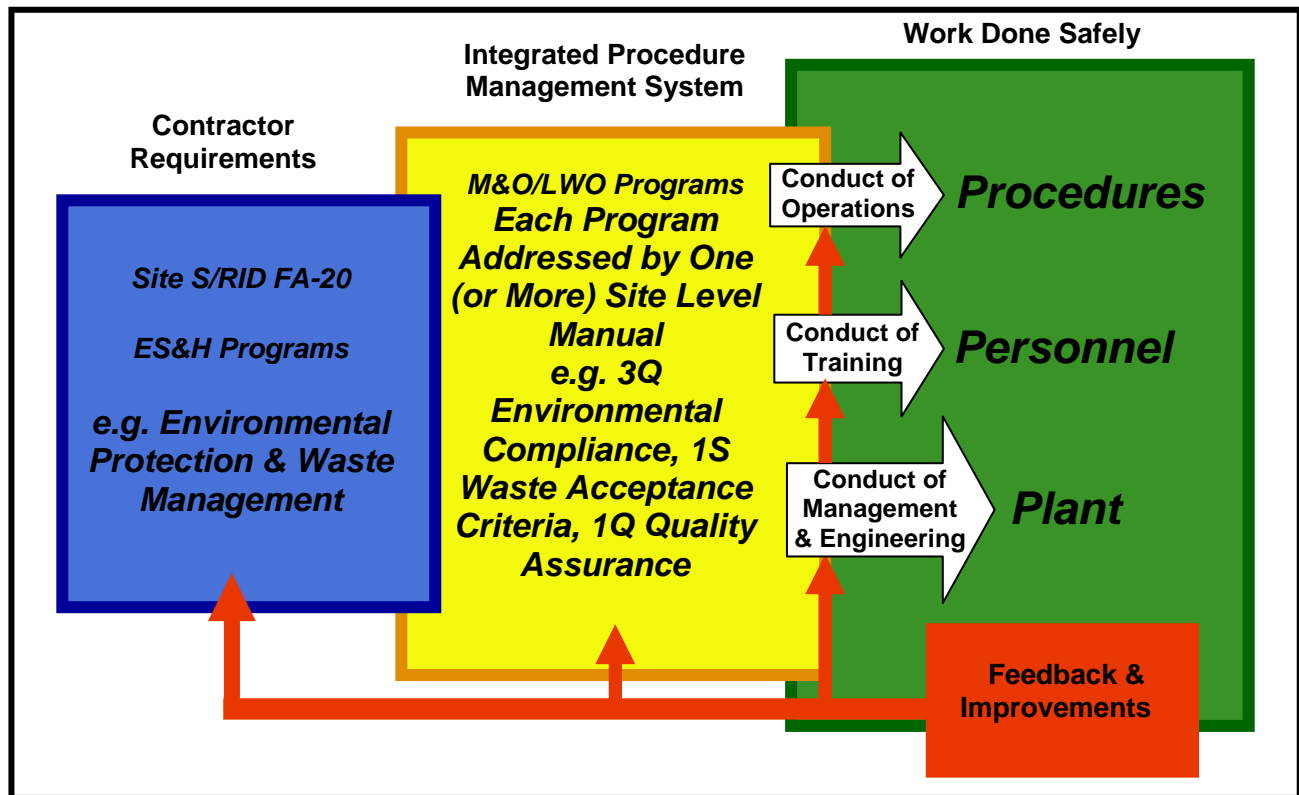 Contractor
Requirements
Site S/RID FA-20
ES&H Programs
e.g. Environmental
Protection & Waste
Management
Integrated Procedure
Management System
M&O/LWO Programs
Each Program
Addressed by One
(or More) Site Level
Manual
e.g. 3Q
Environmental
Compliance, 1S
Waste Acceptance
Criteria, 1Q Quality
Assurance
Work Done Safely
Conduct of
Operations
Procedures
Conduct of
Training
Personnel
Conduct of
Management
& Engineering
Plant
Feedback &
Improvements